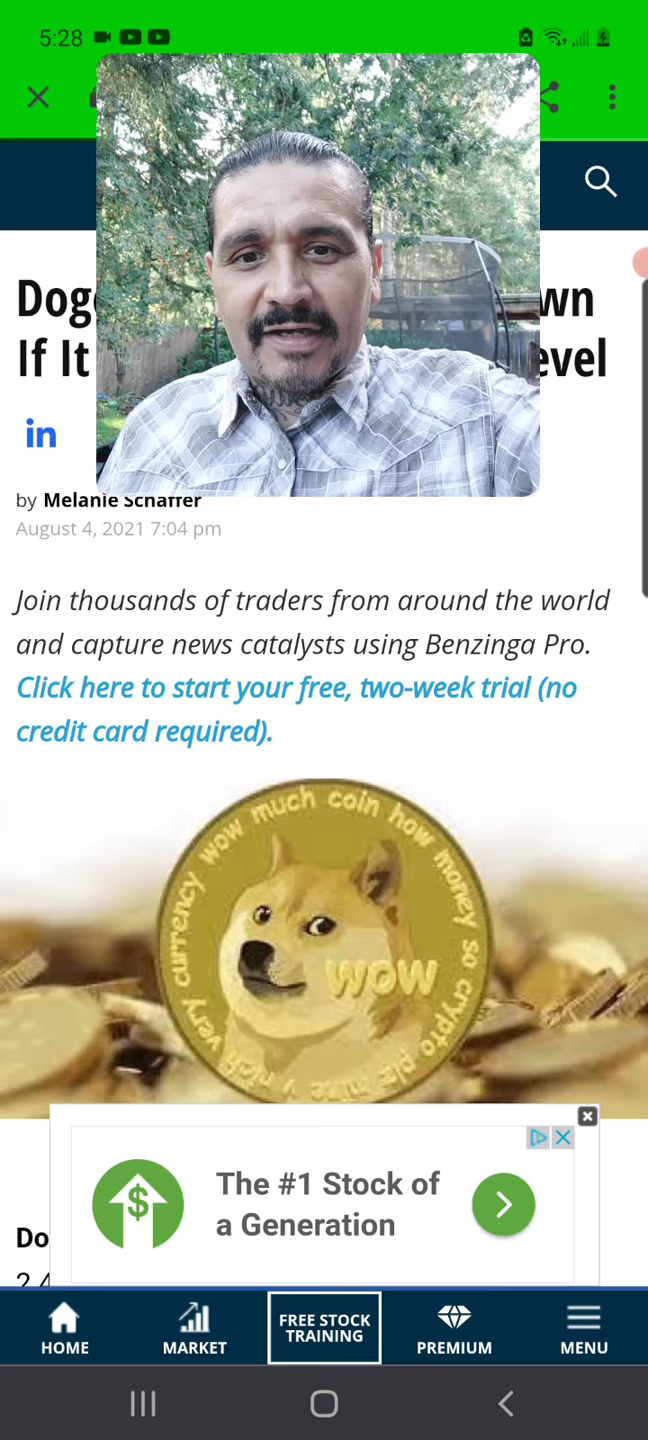 5:28
wn
If It evel
in
by Melanie Schaffer
August 4, 2021 7:04 pm
Join thousands of traders from around the world
and capture news catalysts using Benzinga Pro.
Click here to start your free, two-week trial (no
credit card required).
very currency wow much coin how money so crypto plz mine v rich
wow
The #1 Stock of
a Generation
Do
HOME
MARKET
FREE STOCK
TRAINING
PREMIUM
MENU